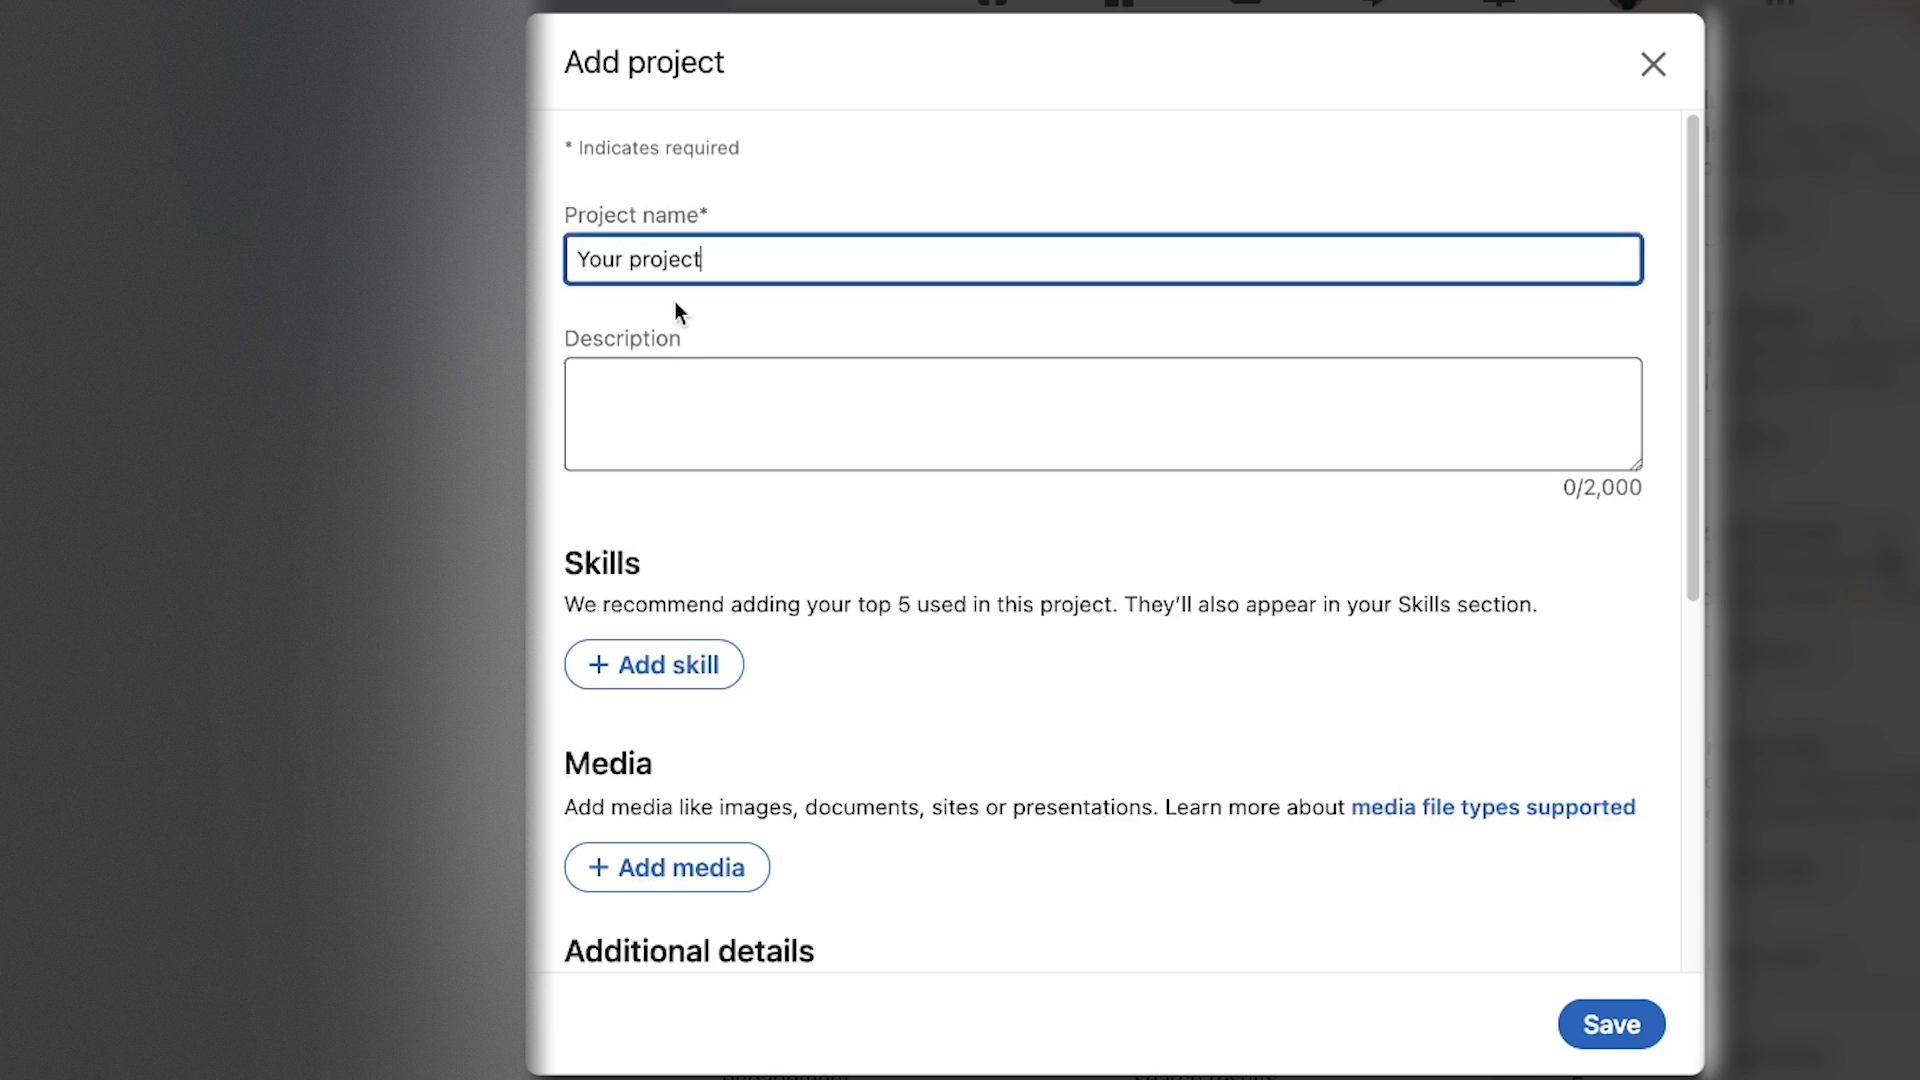 Add project
* Indicates required
Project name*
Your project
Description
0/2,000
Skills
We recommend adding your top 5 used in this project. They’ll also appear in your Skills section.
+ Add skill
Media
Add media like images, documents, sites or presentations. Learn more about media file types supported
+ Add media
Additional details
Save